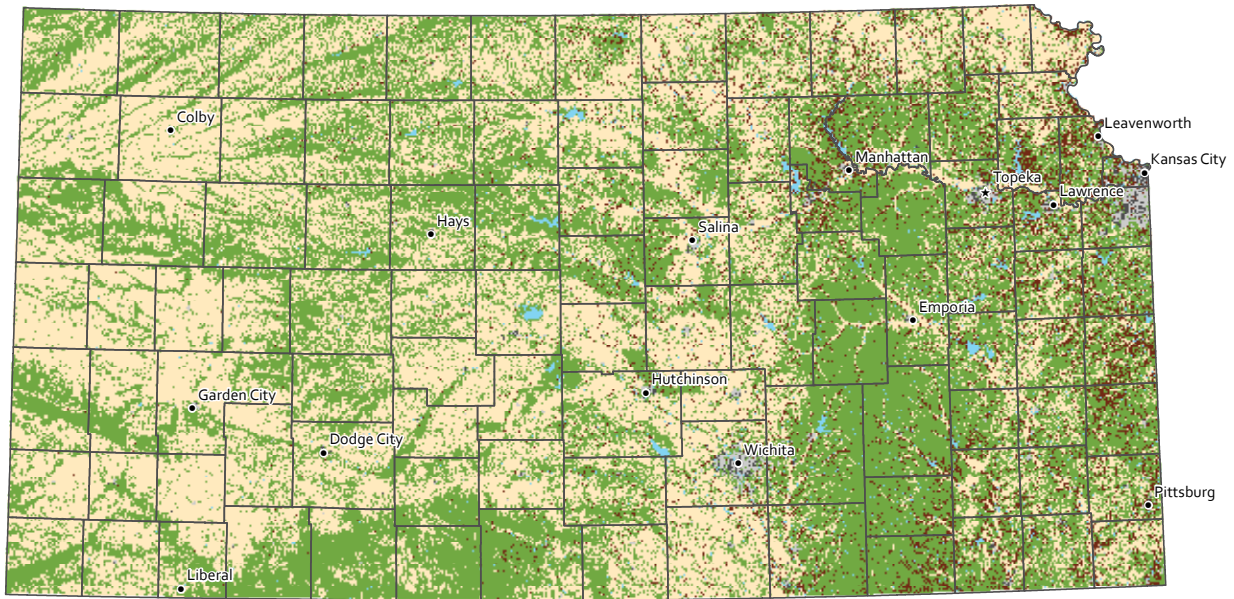 Colby
Leavenworth
Manhattan
Kansas City
Topeka
Lawrence
Hays
Salina
Emporia
Hutchinson
Garden City
Dodge City
Wichita
Pittsburg
Liberal